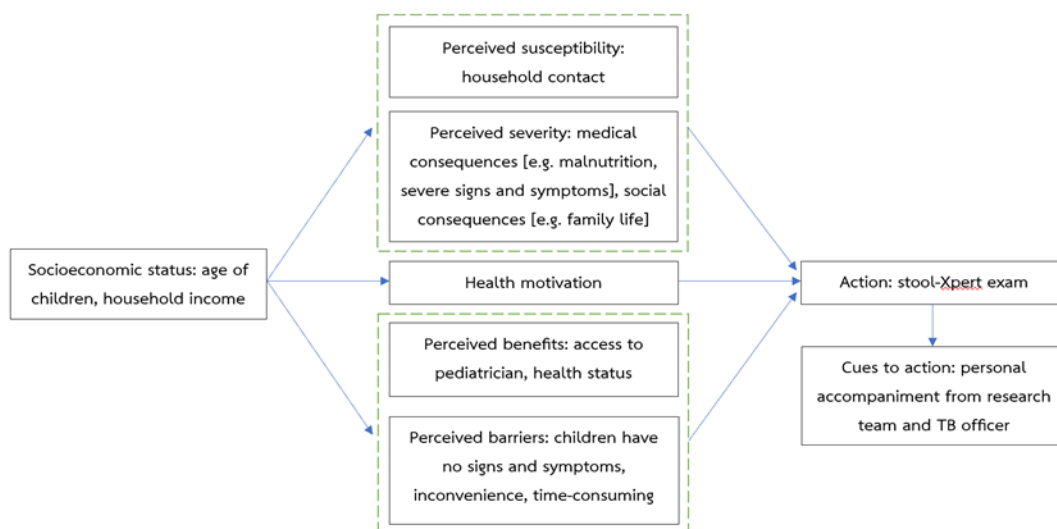 Perceived susceptibility:
household contact
Perceived severity: medical
consequences [e.g. malnutrition,
severe signs and symptoms], social
consequences [e.g. family life]
Socioeconomic status: age of
children, household income
Health motivation
Action: stool-Xpert exam
Perceived benefits: access to
pediatrician, health status
Cues to action: personal
accompaniment from research
team and TB officer
Perceived barriers: children have
no signs and symptoms,
inconvenience, time-consuming